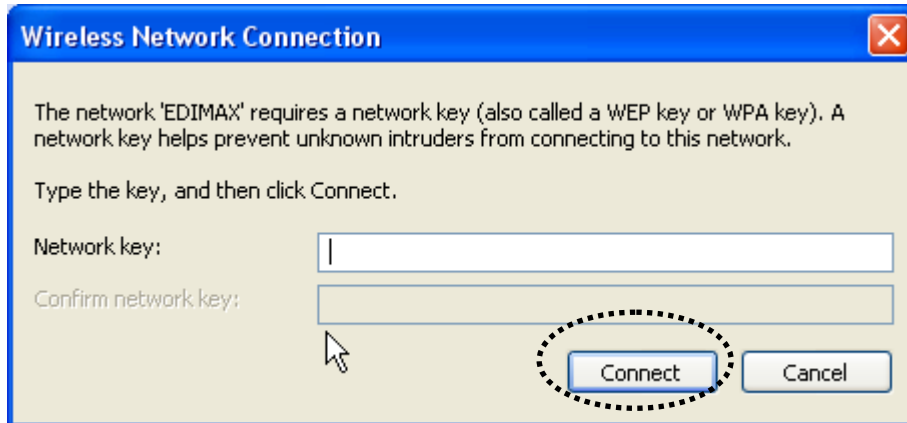 Wireless Network Connection
The network 'EDIMAX' requires a network key (also called a WEP key or WPA key). A
network key helps prevent unknown intruders from connecting to this network.
Type the key, and then click Connect.
Network key:
Confirm network key:
Connect Cancel